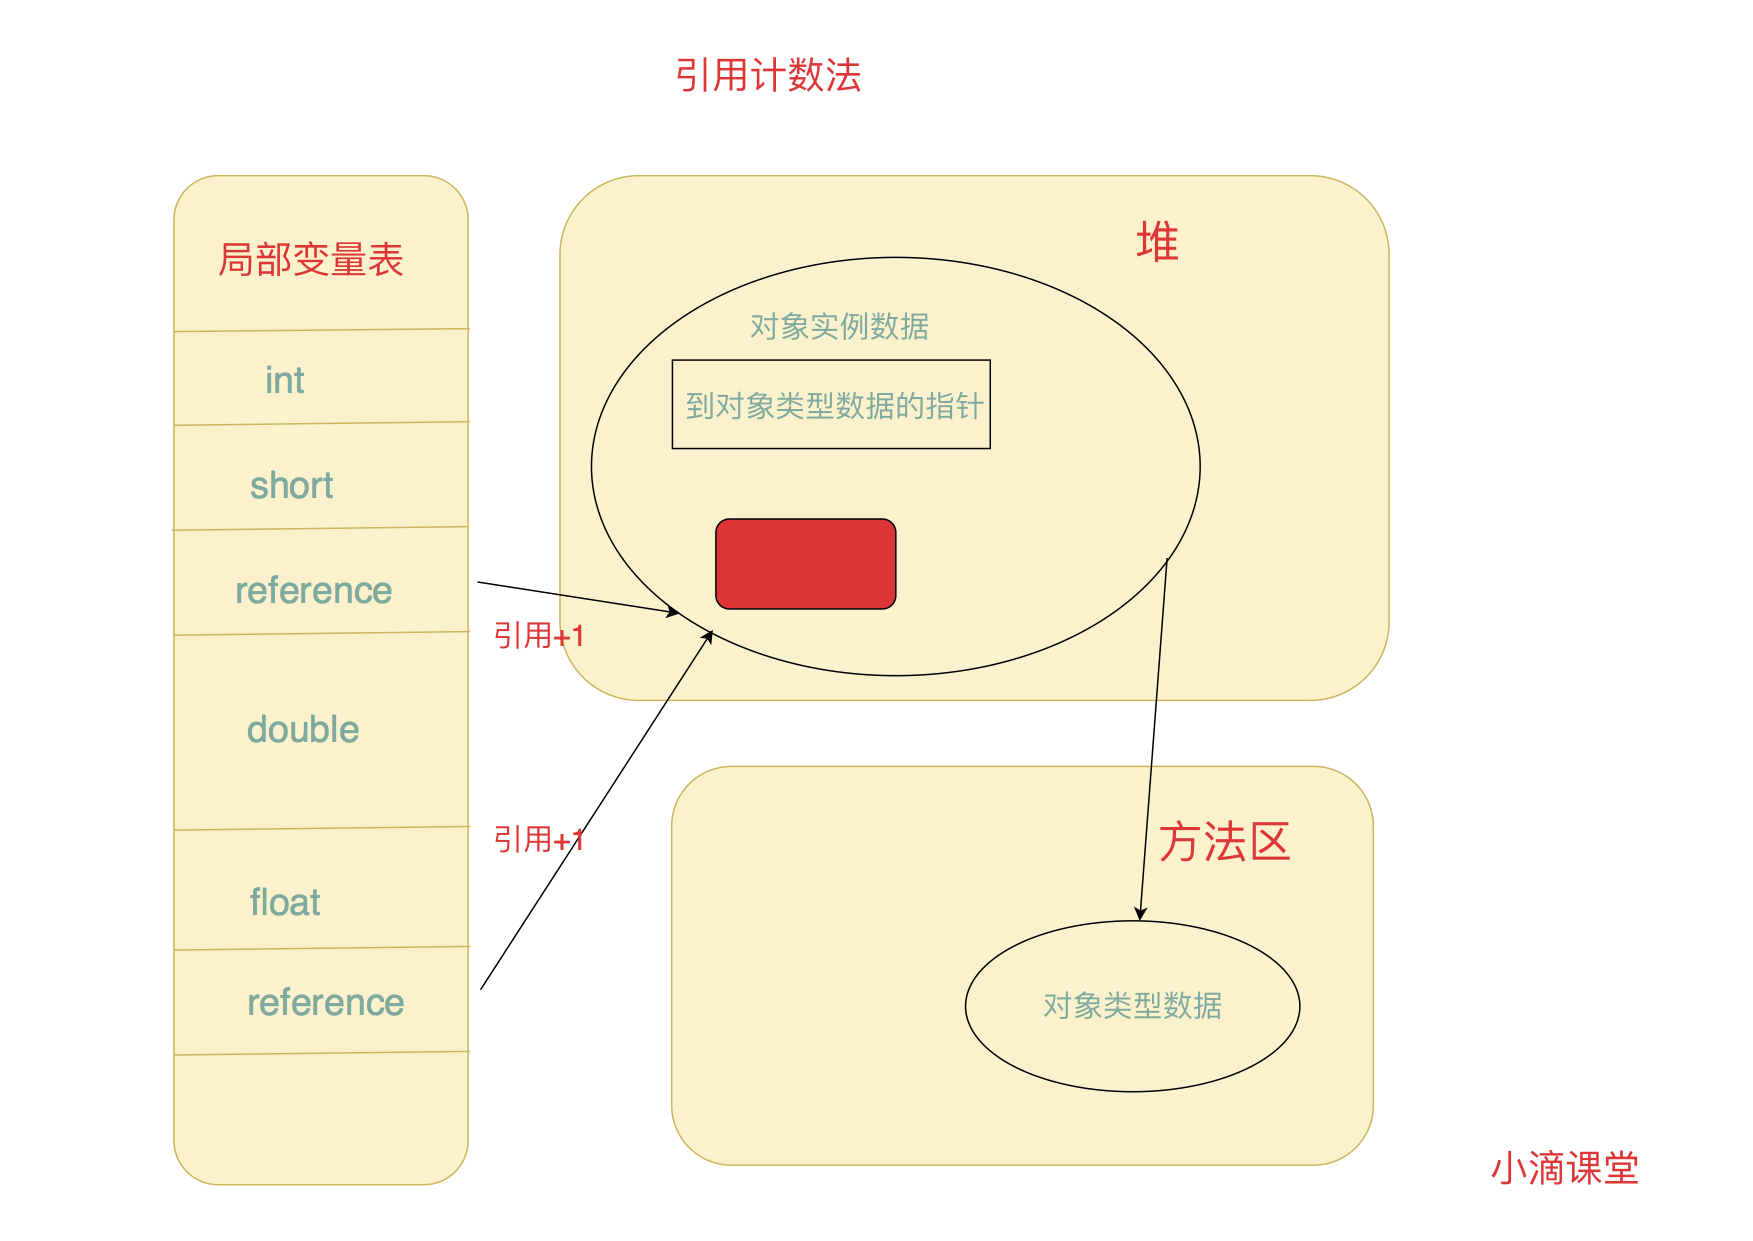 引用计数法
局部变量表
int
short
reference
double
float
reference
引用+1
引用+1
堆
对象实例数据
到对象类型数据的指针
方法区
对象类型数据
小滴课堂